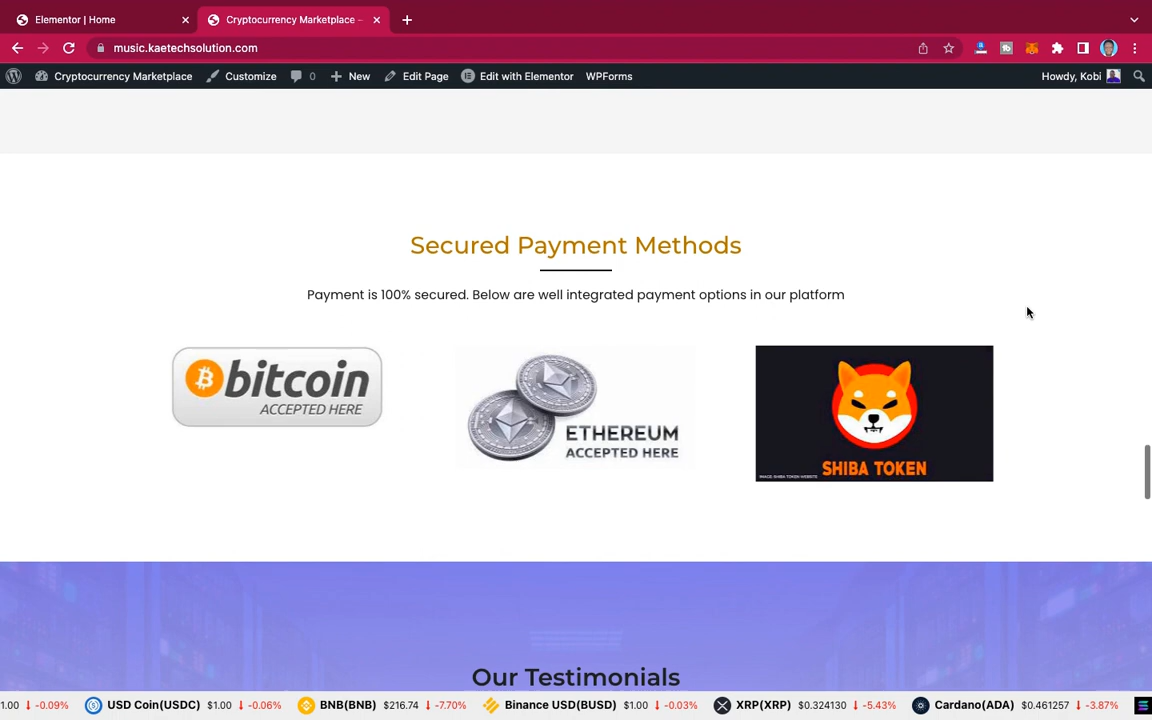 Elementor | Home
Cryptocurrency Marketplace –
music.kaetechsolution.com
Cryptocurrency Marketplace
Customize
0
New
Edit Page
Edit with Elementor
WPForms
Howdy, Kobi
Secured Payment Methods
Payment is 100% secured. Below are well integrated payment options in our platform
bitcoin
ACCEPTED HERE
ETHEREUM
ACCEPTED HERE
SHIBA TOKEN
IMAGE: SHIBA TOKEN WEBSITE
Our Testimonials
1.00 ↓ -0.09% USD Coin(USDC) $1.00 ↓ -0.06% BNB(BNB) $216.74 ↓ -7.70% Binance USD(BUSD) $1.00 ↓ -0.03% XRP(XRP) $0.324130 ↓ -5.43% Cardano(ADA) $0.461257 ↓ -3.87%